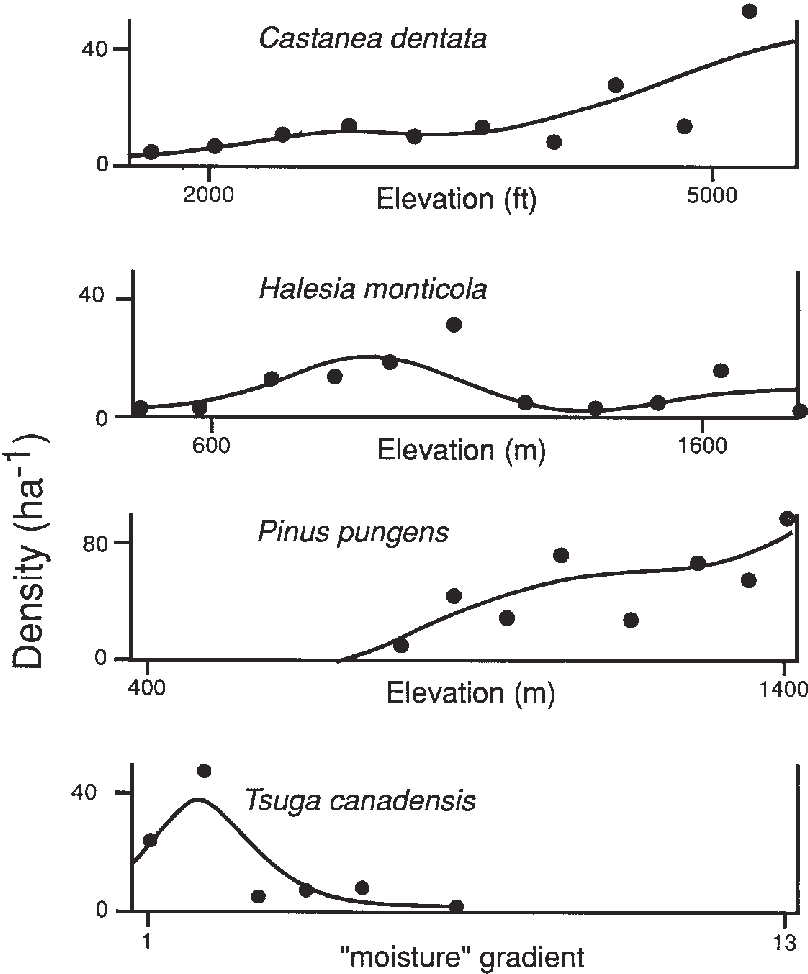 Castanea dentata
40
0
2000
Elevation (ft)
5000
Halesia monticola
40
0
600
Elevation (m)
1600
Density (ha⁻¹)
Pinus pungens
80
0
400
Elevation (m)
1400
Tsuga canadensis
40
0
1
"moisture" gradient
13